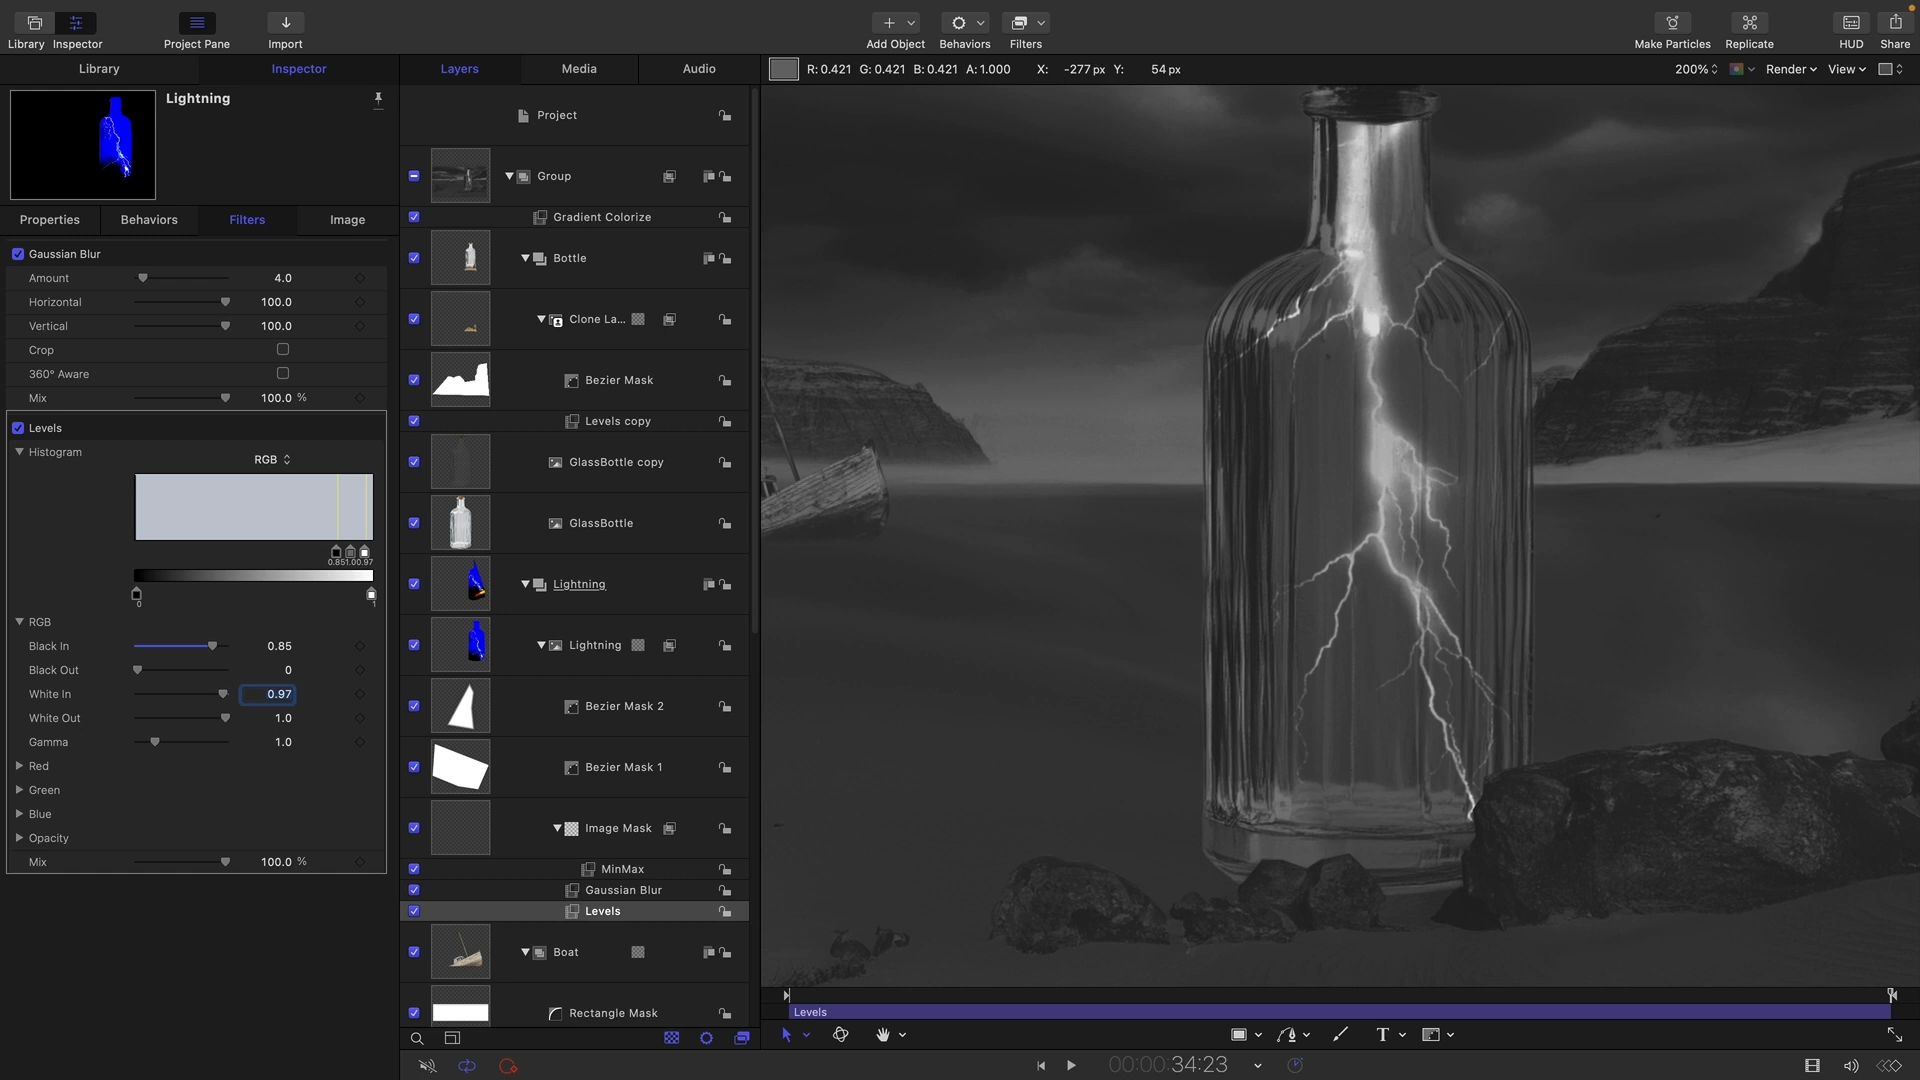 Library
Inspector
Project Pane
Import
Add Object
Behaviors
Filters
Make Particles
Replicate
HUD
Share
Library
Inspector
Layers
Media
Audio
R: 0.421 G: 0.421 B: 0.421 A: 1.000 X: -277 px Y: 54 px
200%
Render
View
Lightning
Properties
Behaviors
Filters
Image
Gaussian Blur
Amount 4.0
Horizontal 100.0
Vertical 100.0
Crop
360° Aware
Mix 100.0 %
Levels
Histogram
RGB
0.851.00.97
0
1
RGB
Black In 0.85
Black Out 0
White In 0.97
White Out 1.0
Gamma 1.0
Red
Green
Blue
Opacity
Mix 100.0 %
Project
Group
Gradient Colorize
Bottle
Clone La...
Bezier Mask
Levels copy
GlassBottle copy
GlassBottle
Lightning
Lightning
Bezier Mask 2
Bezier Mask 1
Image Mask
MinMax
Gaussian Blur
Levels
Boat
Rectangle Mask
Levels
T
00:00:34:23